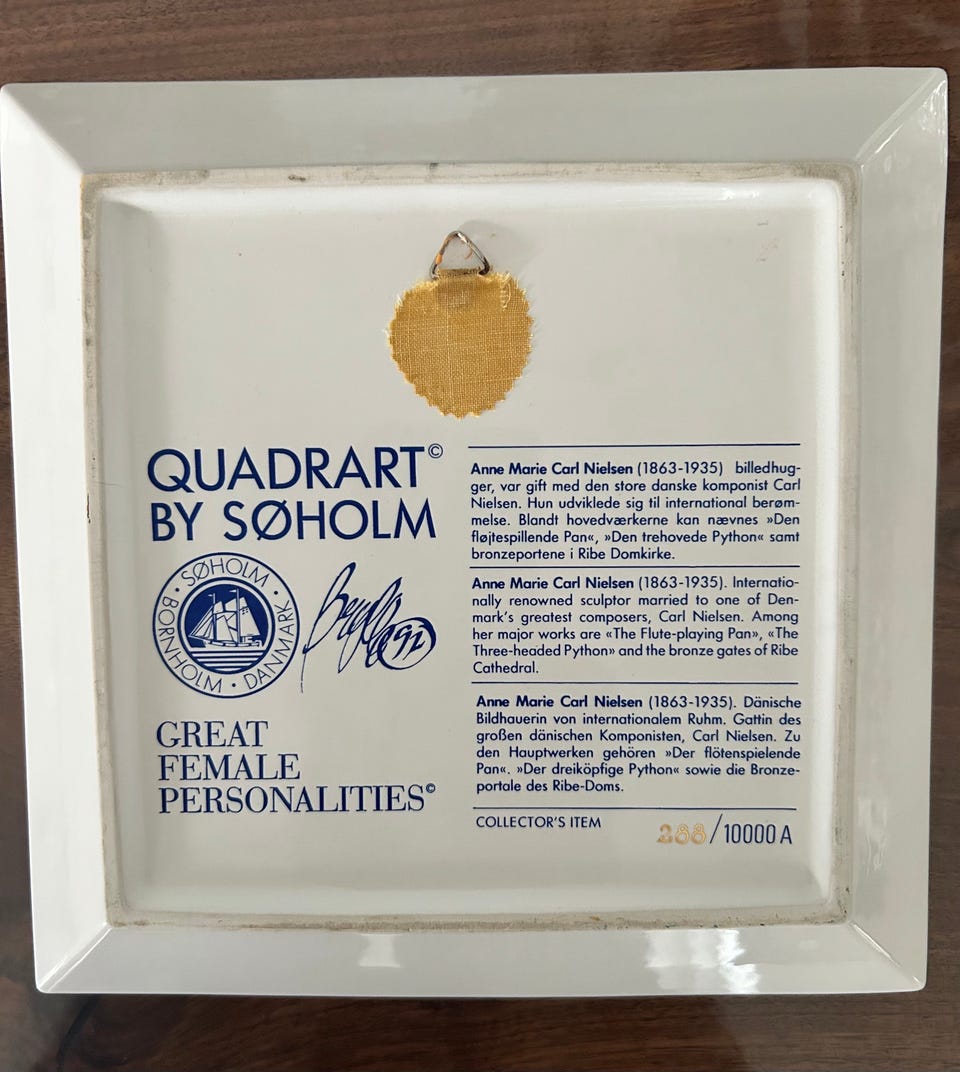 QUADRART©
BY SØHOLM
SØHOLM · DANMARK · BORNHOLM ·
92
GREAT
FEMALE
PERSONALITIES©
Anne Marie Carl Nielsen (1863-1935) billedhug-
ger, var gift med den store danske komponist Carl
Nielsen. Hun udviklede sig til international berøm-
melse. Blandt hovedværkerne kan nævnes »Den
fløjtespillende Pan«, »Den trehovede Python« samt
bronzeportene i Ribe Domkirke.
Anne Marie Carl Nielsen (1863-1935). Internatio-
nally renowned sculptor married to one of Den-
mark's greatest composers, Carl Nielsen. Among
her major works are «The Flute-playing Pan», «The
Three-headed Python» and the bronze gates of Ribe
Cathedral.
Anne Marie Carl Nielsen (1863-1935). Dänische
Bildhauerin von internationalem Ruhm. Gattin des
großen dänischen Komponisten, Carl Nielsen. Zu
den Hauptwerken gehören »Der flötenspielende
Pan«. »Der dreiköpfige Python« sowie die Bronze-
portale des Ribe-Doms.
COLLECTOR'S ITEM 288/10000 A